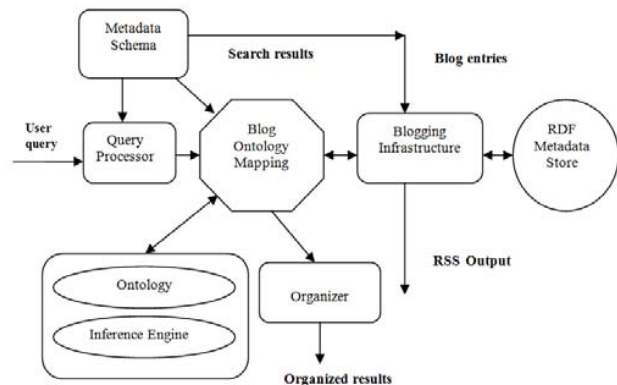 Metadata
Schema
Search results
Blog entries
User
query
Query
Processor
Blog
Ontology
Mapping
Blogging
Infrastructure
RDF
Metadata
Store
RSS Output
Ontology
Inference Engine
Organizer
Organized results